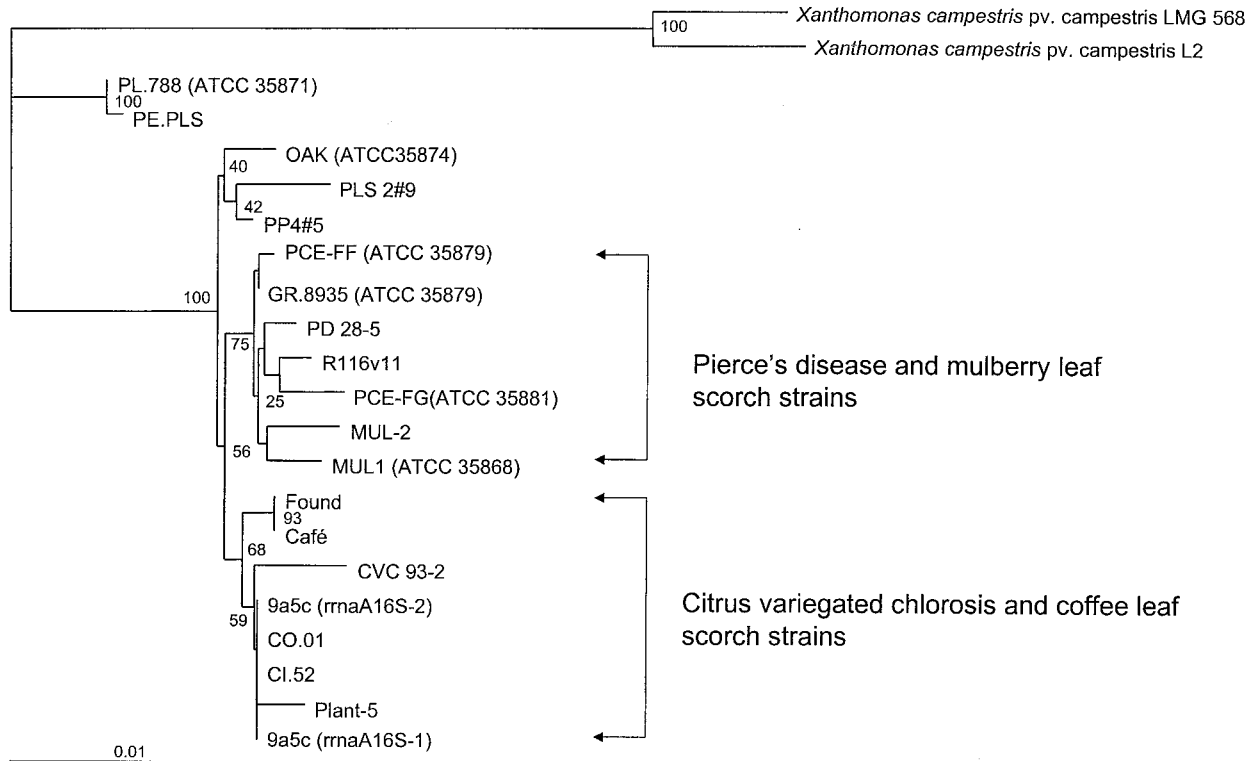 Xanthomonas campestris pv. campestris LMG 568
100
Xanthomonas campestris pv. campestris L2
PL.788 (ATCC 35871)
100
PE.PLS
OAK (ATCC35874)
40
PLS 2#9
42
PP4#5
PCE-FF (ATCC 35879)
GR.8935 (ATCC 35879)
100
PD 28-5
75
R116v11
Pierce's disease and mulberry leaf
scorch strains
PCE-FG(ATCC 35881)
25
MUL-2
56
MUL1 (ATCC 35868)
Found
93
Café
68
CVC 93-2
9a5c (rrnaA16S-2)
59
Citrus variegated chlorosis and coffee leaf
scorch strains
CO.01
CI.52
Plant-5
9a5c (rrnaA16S-1)
0.01